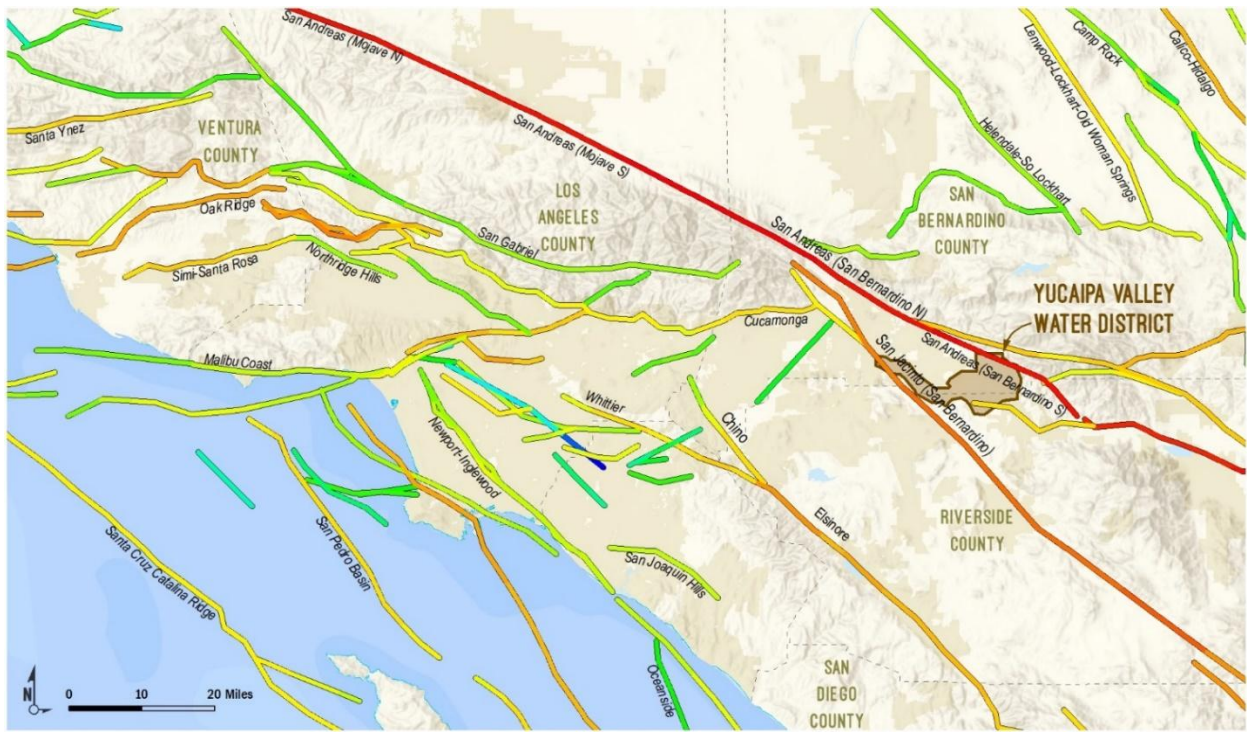 San Andreas (Mojave N)
Lenwood-Lockhart-Old Woman Springs
Camp Rock
Calico-Hidalgo
Santa Ynez
VENTURA
COUNTY
San Andreas (Mojave S)
Helendale-So Lockhart
LOS
ANGELES
COUNTY
SAN
BERNARDINO
COUNTY
Oak Ridge
San Gabriel
Simi-Santa Rosa
Northridge Hills
San Andreas (San Bernardino N)
YUCAIPA VALLEY
WATER DISTRICT
Cucamonga
San Andreas (San Bernardino S)
San Jacinto (San Bernardino)
Malibu Coast
Whittier
Chino
Newport-Inglewood
Elsinore
RIVERSIDE
COUNTY
San Pedro Basin
Santa Cruz Catalina Ridge
San Joaquin Hills
Oceanside
SAN
DIEGO
COUNTY
N
0 10 20 Miles